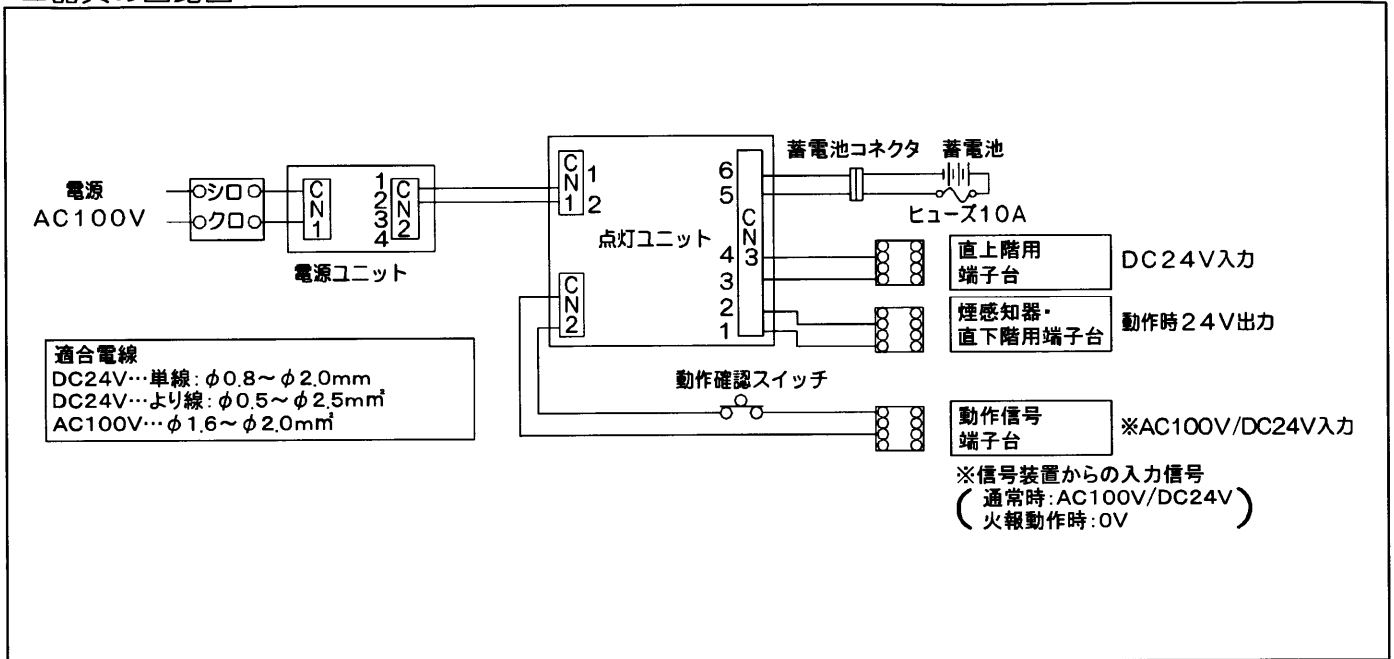 電源
AC100V
シロ
クロ
CN1
1
2
3
4
CN2
電源ユニット
CN1
1
2
点灯ユニット
CN2
6
5
CN3
4
3
2
1
蓄電池コネクタ
蓄電池
ヒューズ10A
直上階用
端子台
DC24V入力
煙感知器・
直下階用端子台
動作時24V出力
適合電線
DC24V…単線:φ0.8~φ2.0mm
DC24V…より線:φ0.5~φ2.5mm²
AC100V…φ1.6~φ2.0mm²
動作確認スイッチ
動作信号
端子台
※AC100V/DC24V入力
※信号装置からの入力信号
(通常時:AC100V/DC24V
火報動作時:0V)